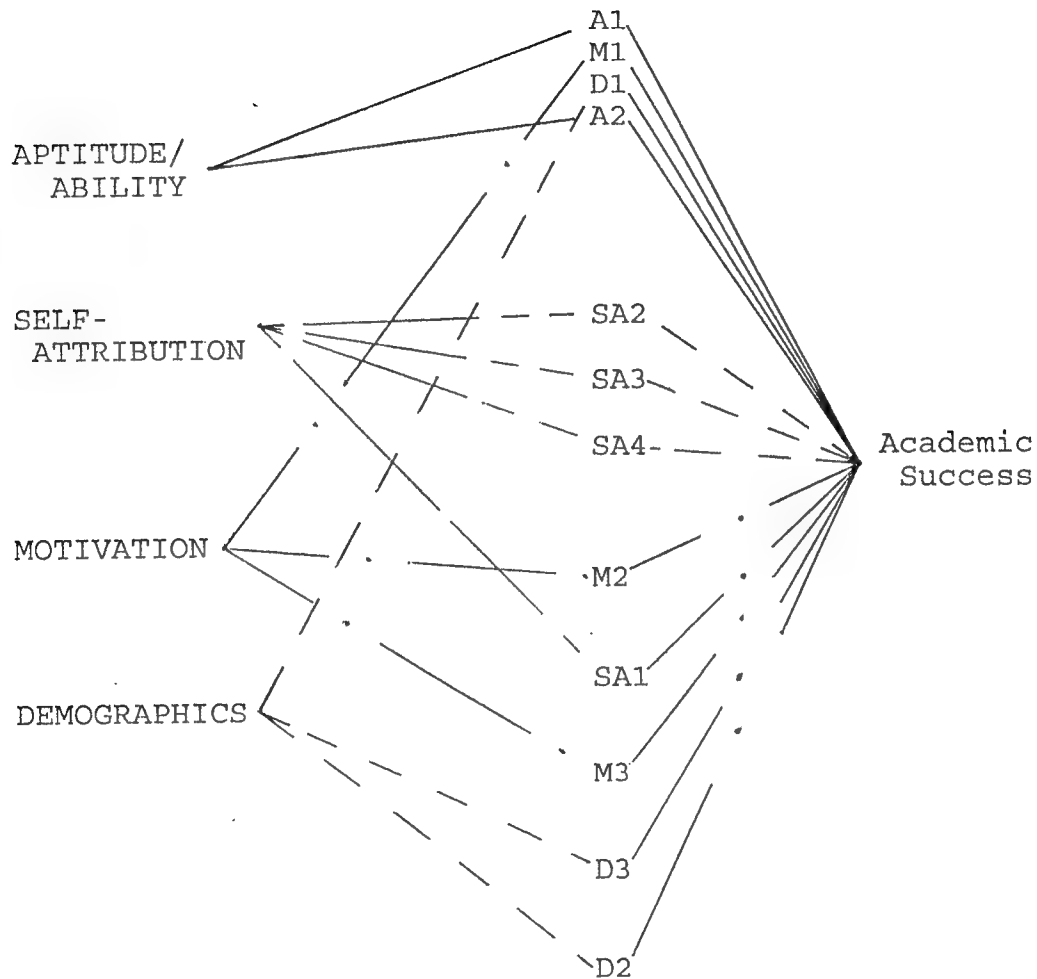 A1
M1
D1
A2
APTITUDE/
ABILITY
SELF-
ATTRIBUTION
SA2
SA3
SA4
Academic
Success
MOTIVATION
M2
SA1
DEMOGRAPHICS
M3
D3
D2